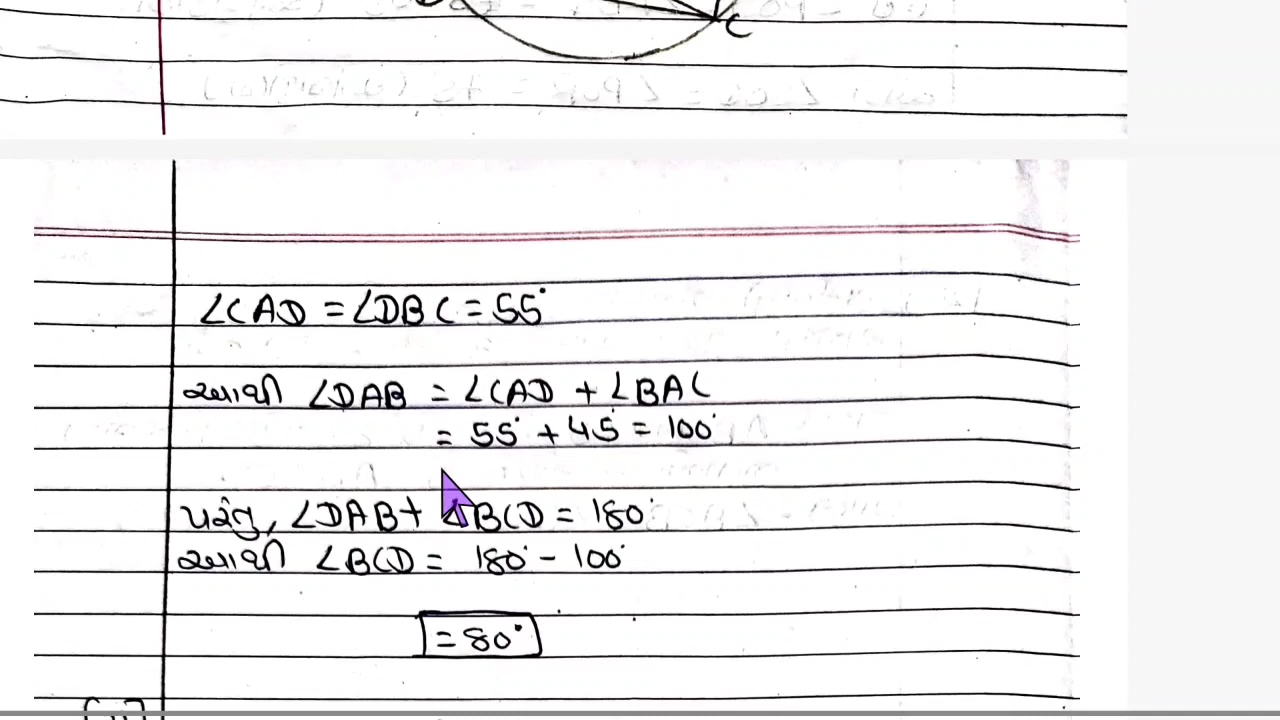 C
∠CAD = ∠DBC = 55°
આથી ∠DAB = ∠CAD + ∠BAC
= 55° + 45° = 100°
પરંતુ, ∠DAB + ∠BCD = 180°
આથી ∠BCD = 180° - 100°
= 80°